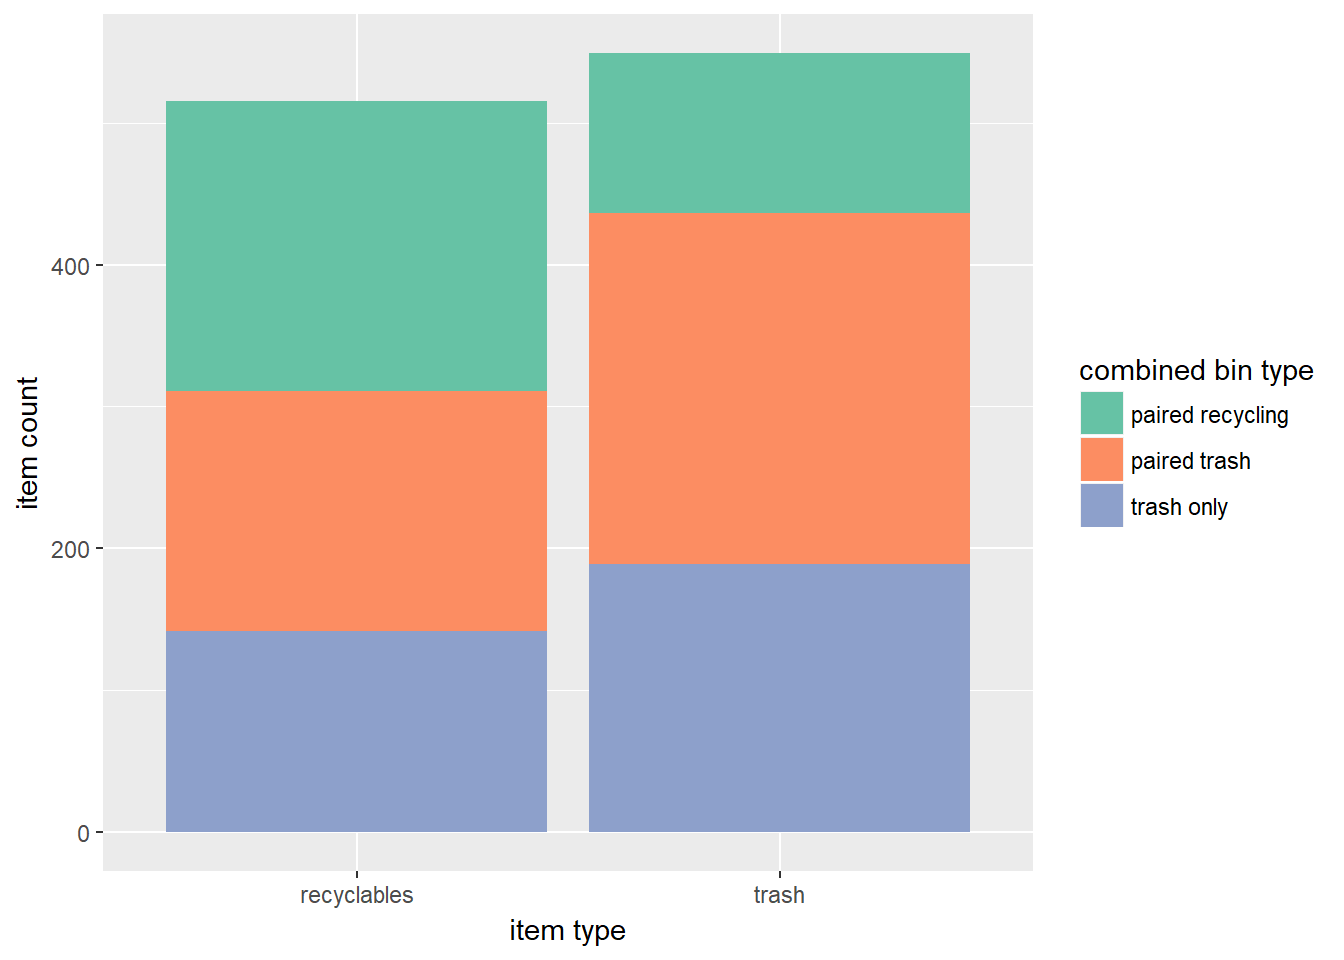 item count
400
200
0
recyclables
trash
item type
combined bin type
paired recycling
paired trash
trash only